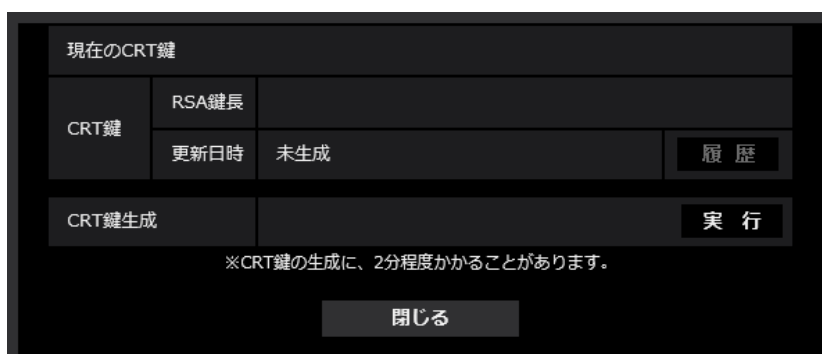 現在のCRT鍵
CRT鍵
RSA鍵長
更新日時 未生成 履 歴
CRT鍵生成 実 行
※CRT鍵の生成に、2分程度かかることがあります。
閉じる